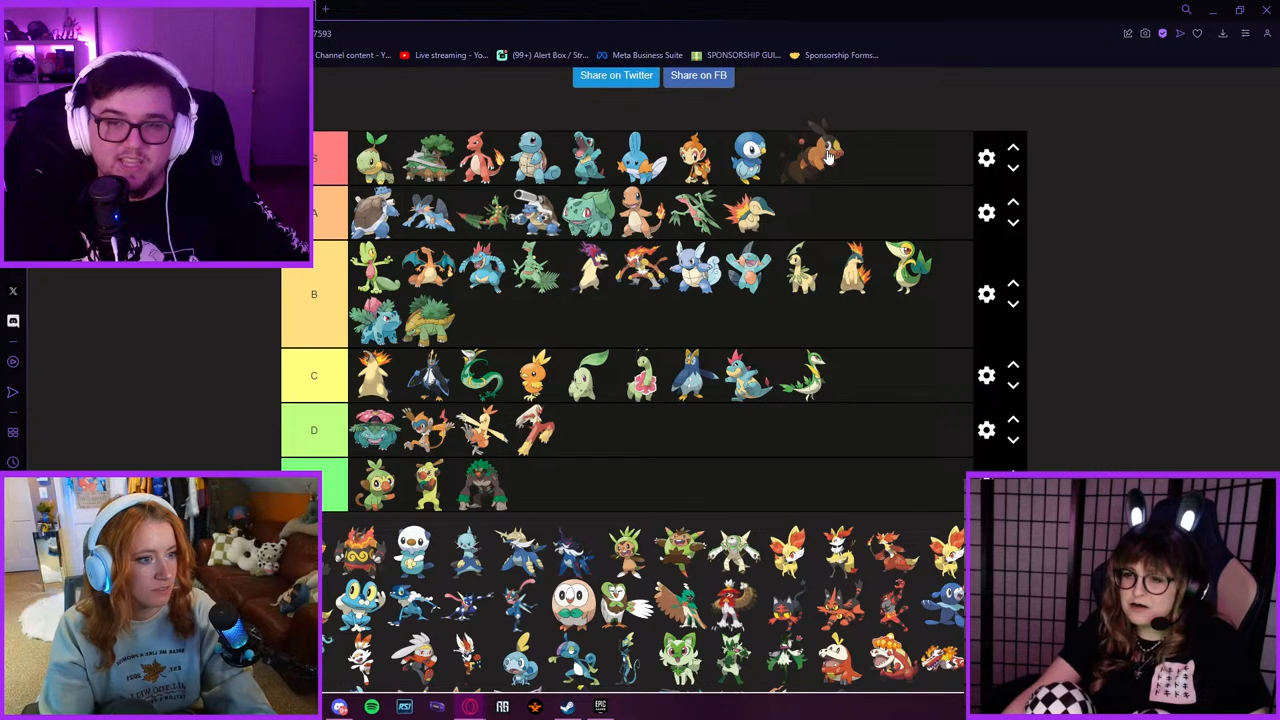 7593
Channel content - Y...
Live streaming - Yo...
(99+) Alert Box / Str...
Meta Business Suite
SPONSORSHIP GUI...
Sponsorship Forms...
Share on Twitter
Share on FB
S
A
B
C
D